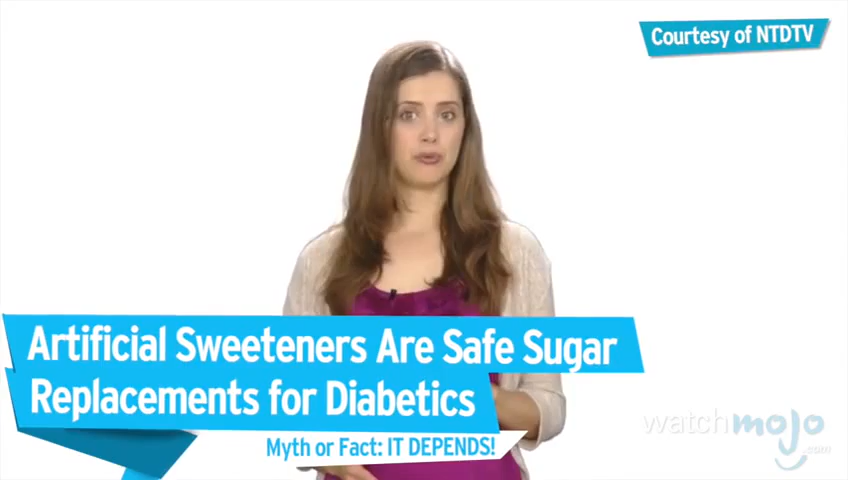 Courtesy of NTDTV
Artificial Sweeteners Are Safe Sugar
Replacements for Diabetics
Myth or Fact: IT DEPENDS!
watchmojo
.com